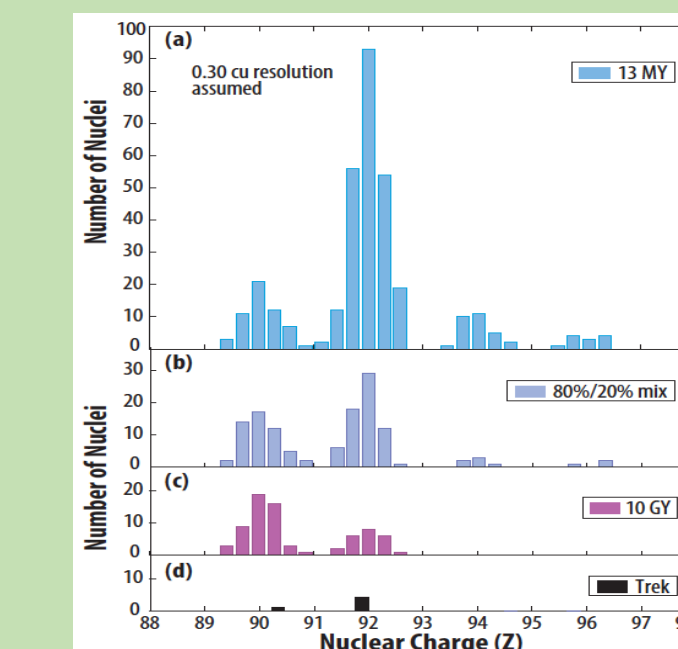 100
(a)
90
0.30 cu resolution
assumed
13 MY
80
70
60
50
40
30
20
10
0
Number of Nuclei
(b)
30
80%/20% mix
20
10
0
Number of Nuclei
(c)
20
10 GY
10
0
(d)
10
Trek
0
88 89 90 91 92 93 94 95 96 97
Nuclear Charge (Z)